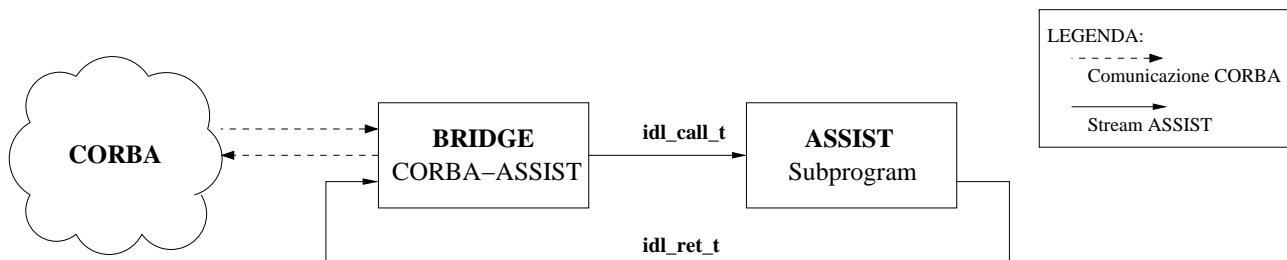 LEGENDA:
Comunicazione CORBA
Stream ASSIST
CORBA
BRIDGE
CORBA−ASSIST
idl_call_t
ASSIST
Subprogram
idl_ret_t